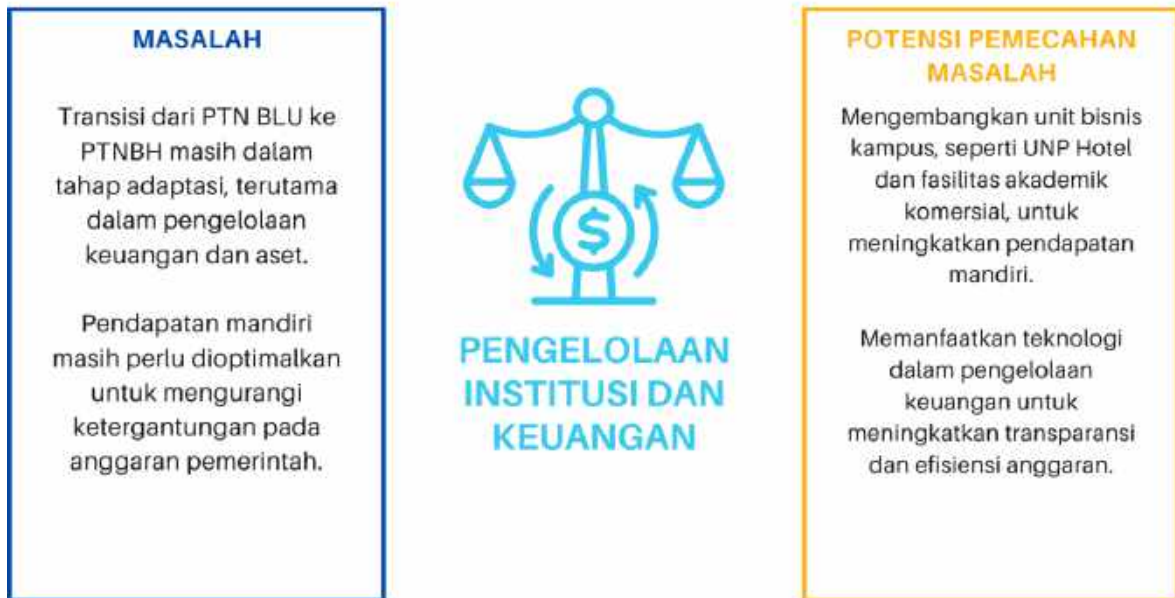 MASALAH
Transisi dari PTN BLU ke
PTNBH masih dalam
tahap adaptasi, terutama
dalam pengelolaan
keuangan dan aset.
Pendapatan mandiri
masih perlu dioptimalkan
untuk mengurangi
ketergantungan pada
anggaran pemerintah.
$
PENGELOLAAN
INSTITUSI DAN
KEUANGAN
POTENSI PEMECAHAN
MASALAH
Mengembangkan unit bisnis
kampus, seperti UNP Hotel
dan fasilitas akademik
komersial, untuk
meningkatkan pendapatan
mandiri.
Memanfaatkan teknologi
dalam pengelolaan
keuangan untuk
meningkatkan transparansi
dan efisiensi anggaran.